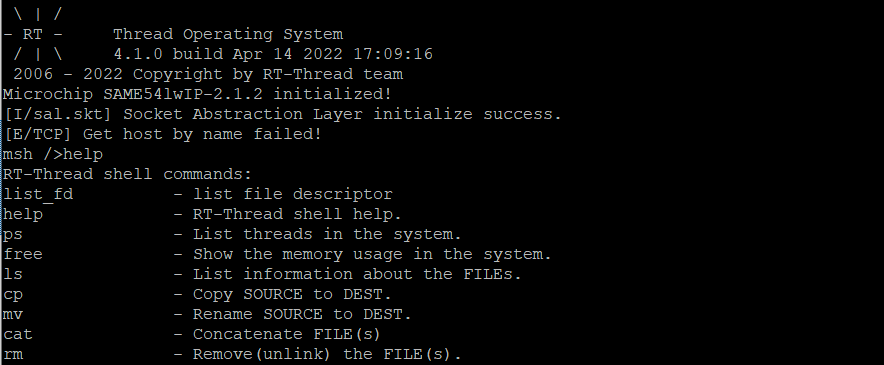 \ | /
- RT -     Thread Operating System
/ | \     4.1.0 build Apr 14 2022 17:09:16
2006 - 2022 Copyright by RT-Thread team
Microchip SAME54lwIP-2.1.2 initialized!
[I/sal.skt] Socket Abstraction Layer initialize success.
[E/TCP] Get host by name failed!
msh />help
RT-Thread shell commands:
list_fd          - list file descriptor
help             - RT-Thread shell help.
ps               - List threads in the system.
free             - Show the memory usage in the system.
ls               - List information about the FILEs.
cp               - Copy SOURCE to DEST.
mv               - Rename SOURCE to DEST.
cat              - Concatenate FILE(s)
rm               - Remove(unlink) the FILE(s).